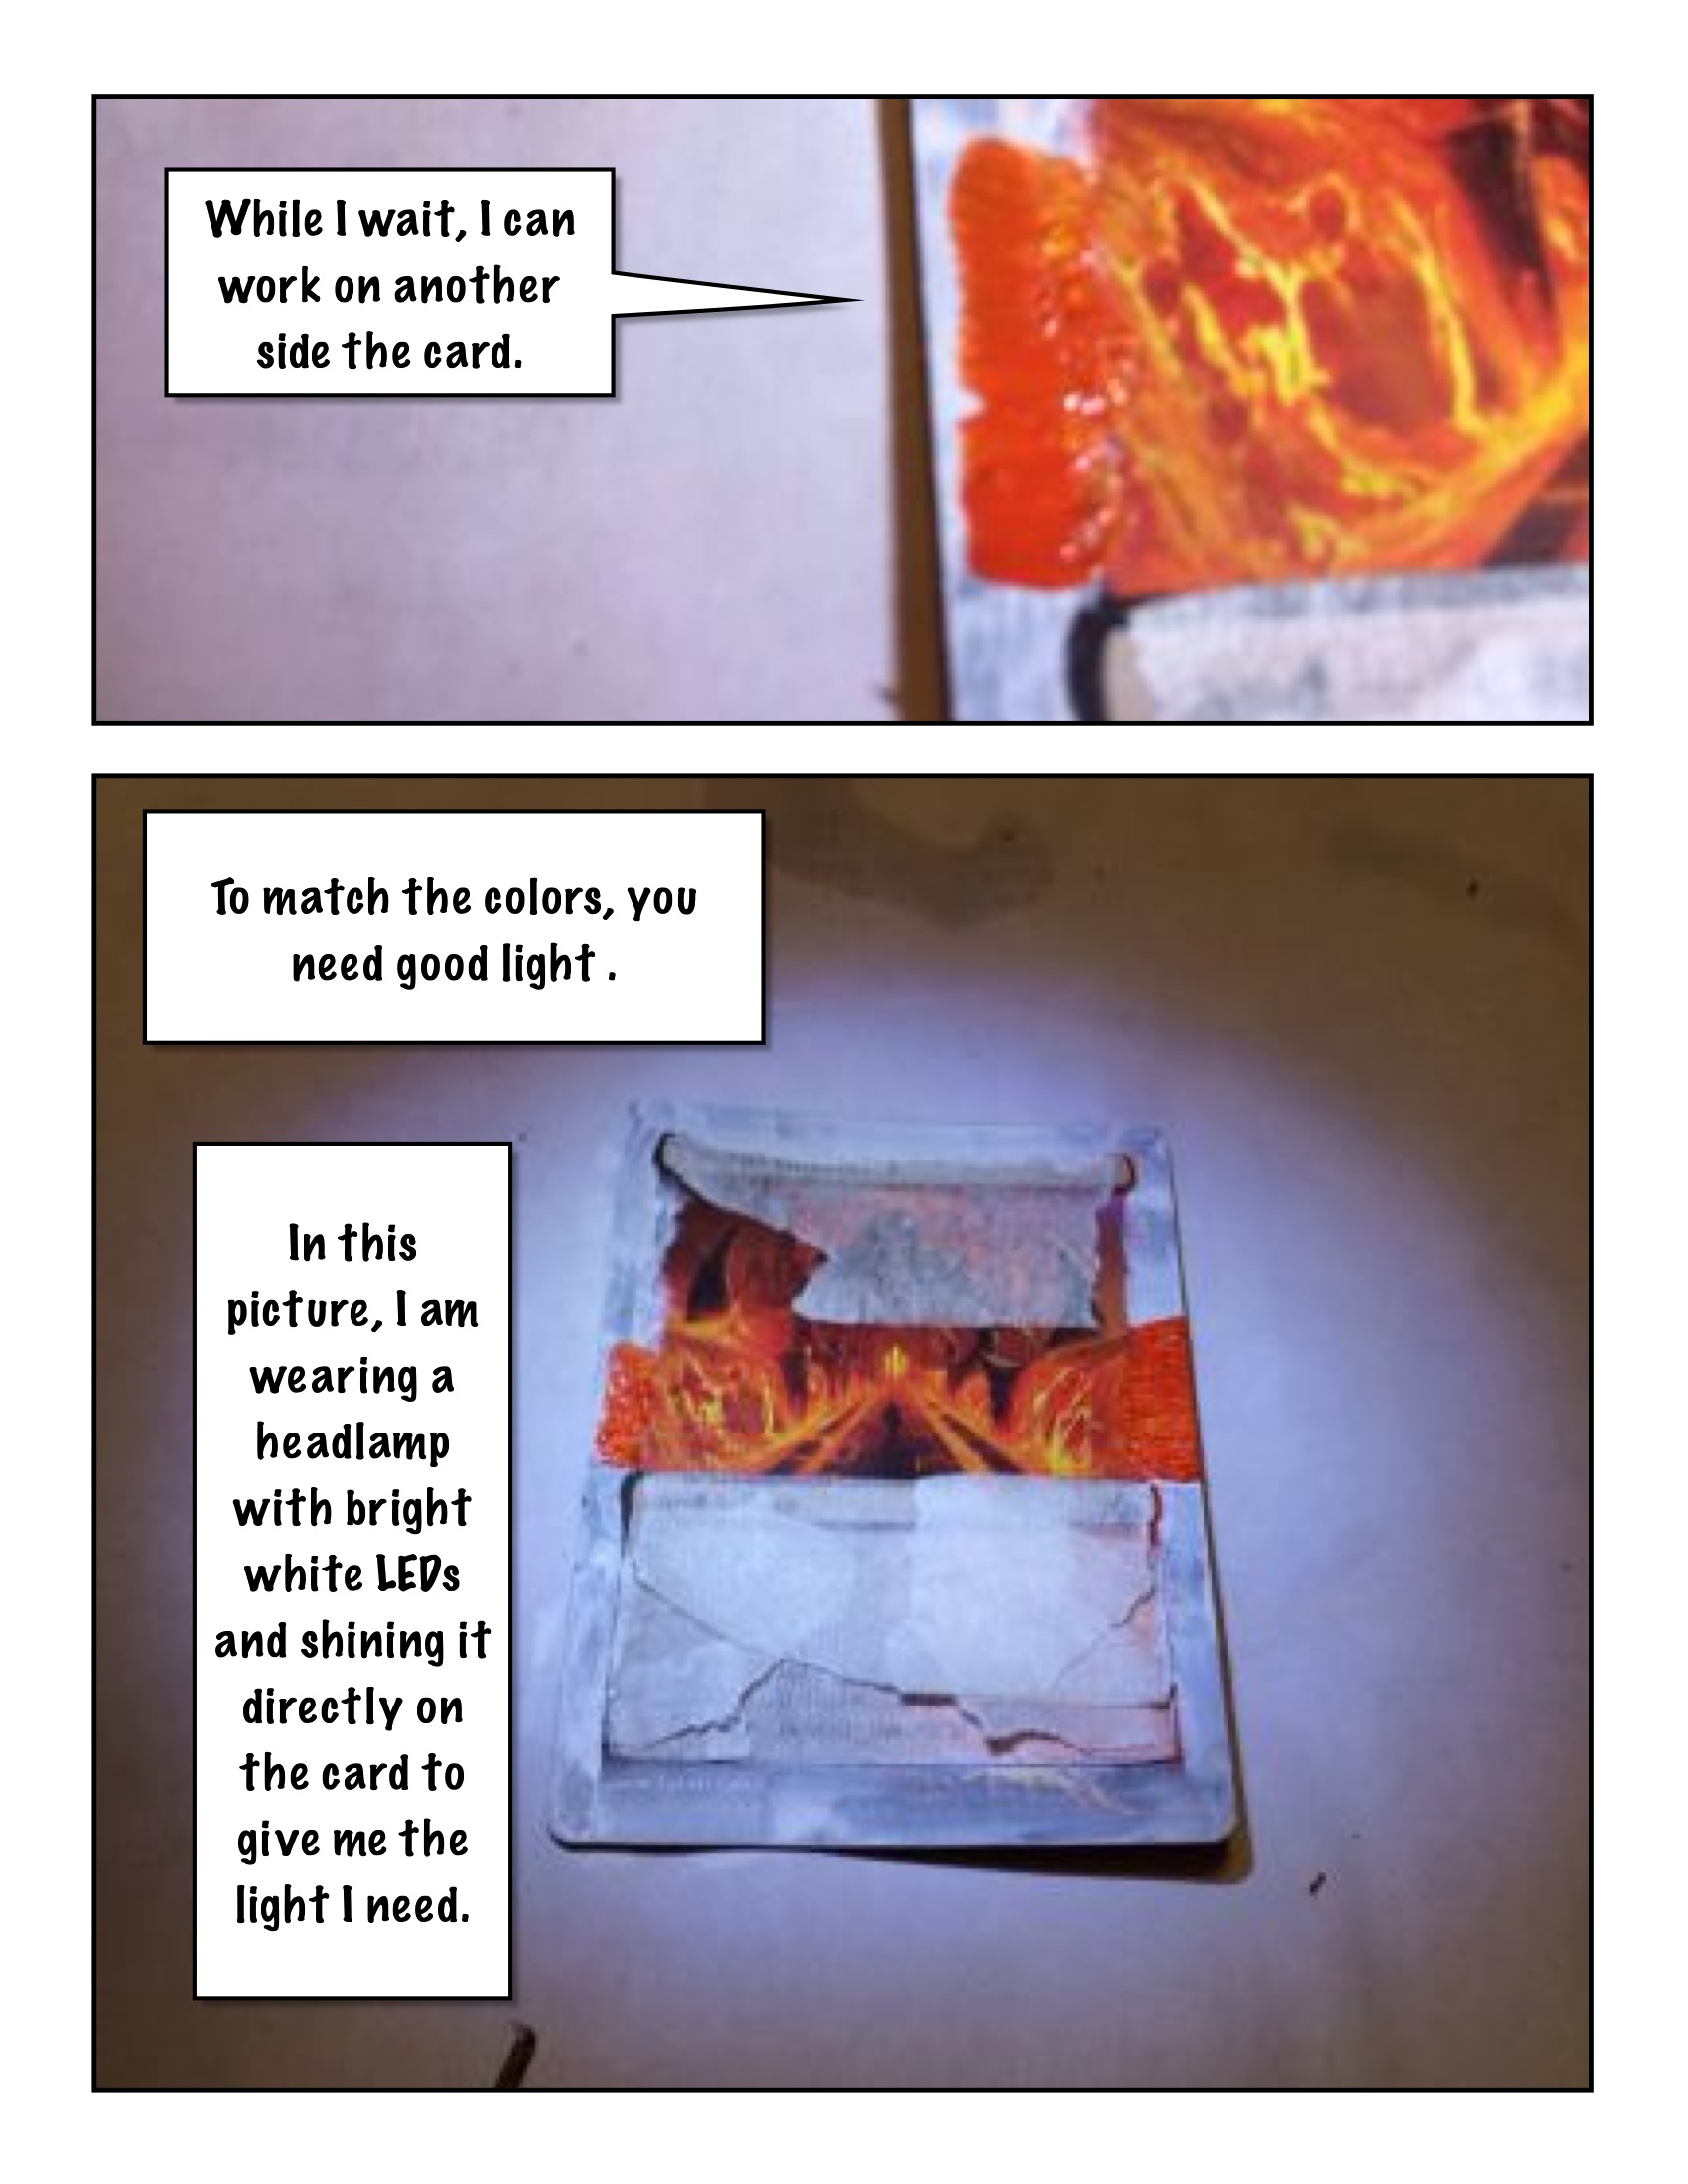 While I wait, I can
work on another
side the card.
To match the colors, you
need good light .
In this
picture, I am
wearing a
headlamp
with bright
white LEDs
and shining it
directly on
the card to
give me the
light I need.